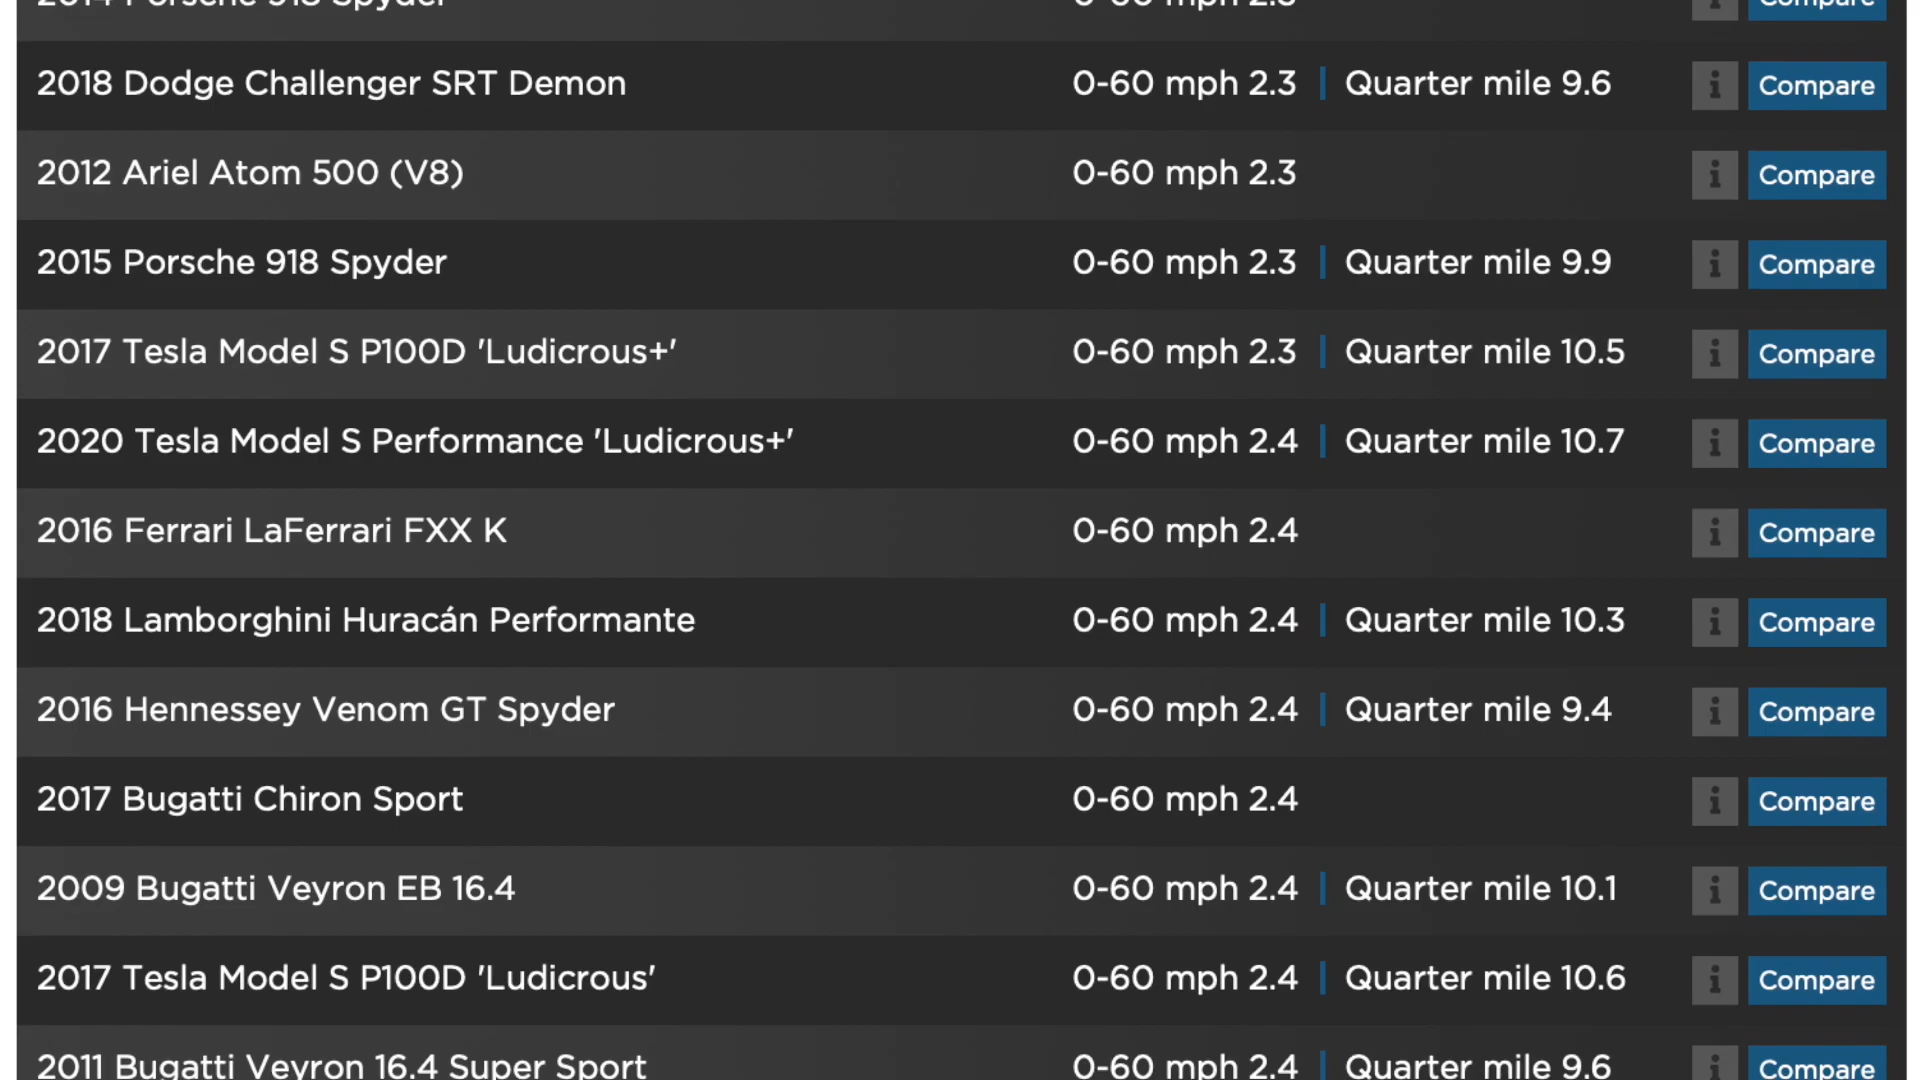 2014 Porsche 918 Spyder 0-60 mph 2.3 Compare
2018 Dodge Challenger SRT Demon 0-60 mph 2.3 | Quarter mile 9.6 i Compare
2012 Ariel Atom 500 (V8) 0-60 mph 2.3 i Compare
2015 Porsche 918 Spyder 0-60 mph 2.3 | Quarter mile 9.9 i Compare
2017 Tesla Model S P100D 'Ludicrous+' 0-60 mph 2.3 | Quarter mile 10.5 i Compare
2020 Tesla Model S Performance 'Ludicrous+' 0-60 mph 2.4 | Quarter mile 10.7 i Compare
2016 Ferrari LaFerrari FXX K 0-60 mph 2.4 i Compare
2018 Lamborghini Huracán Performante 0-60 mph 2.4 | Quarter mile 10.3 i Compare
2016 Hennessey Venom GT Spyder 0-60 mph 2.4 | Quarter mile 9.4 i Compare
2017 Bugatti Chiron Sport 0-60 mph 2.4 i Compare
2009 Bugatti Veyron EB 16.4 0-60 mph 2.4 | Quarter mile 10.1 i Compare
2017 Tesla Model S P100D 'Ludicrous' 0-60 mph 2.4 | Quarter mile 10.6 i Compare
2011 Bugatti Veyron 16.4 Super Sport 0-60 mph 2.4 | Quarter mile 9.6 i Compare